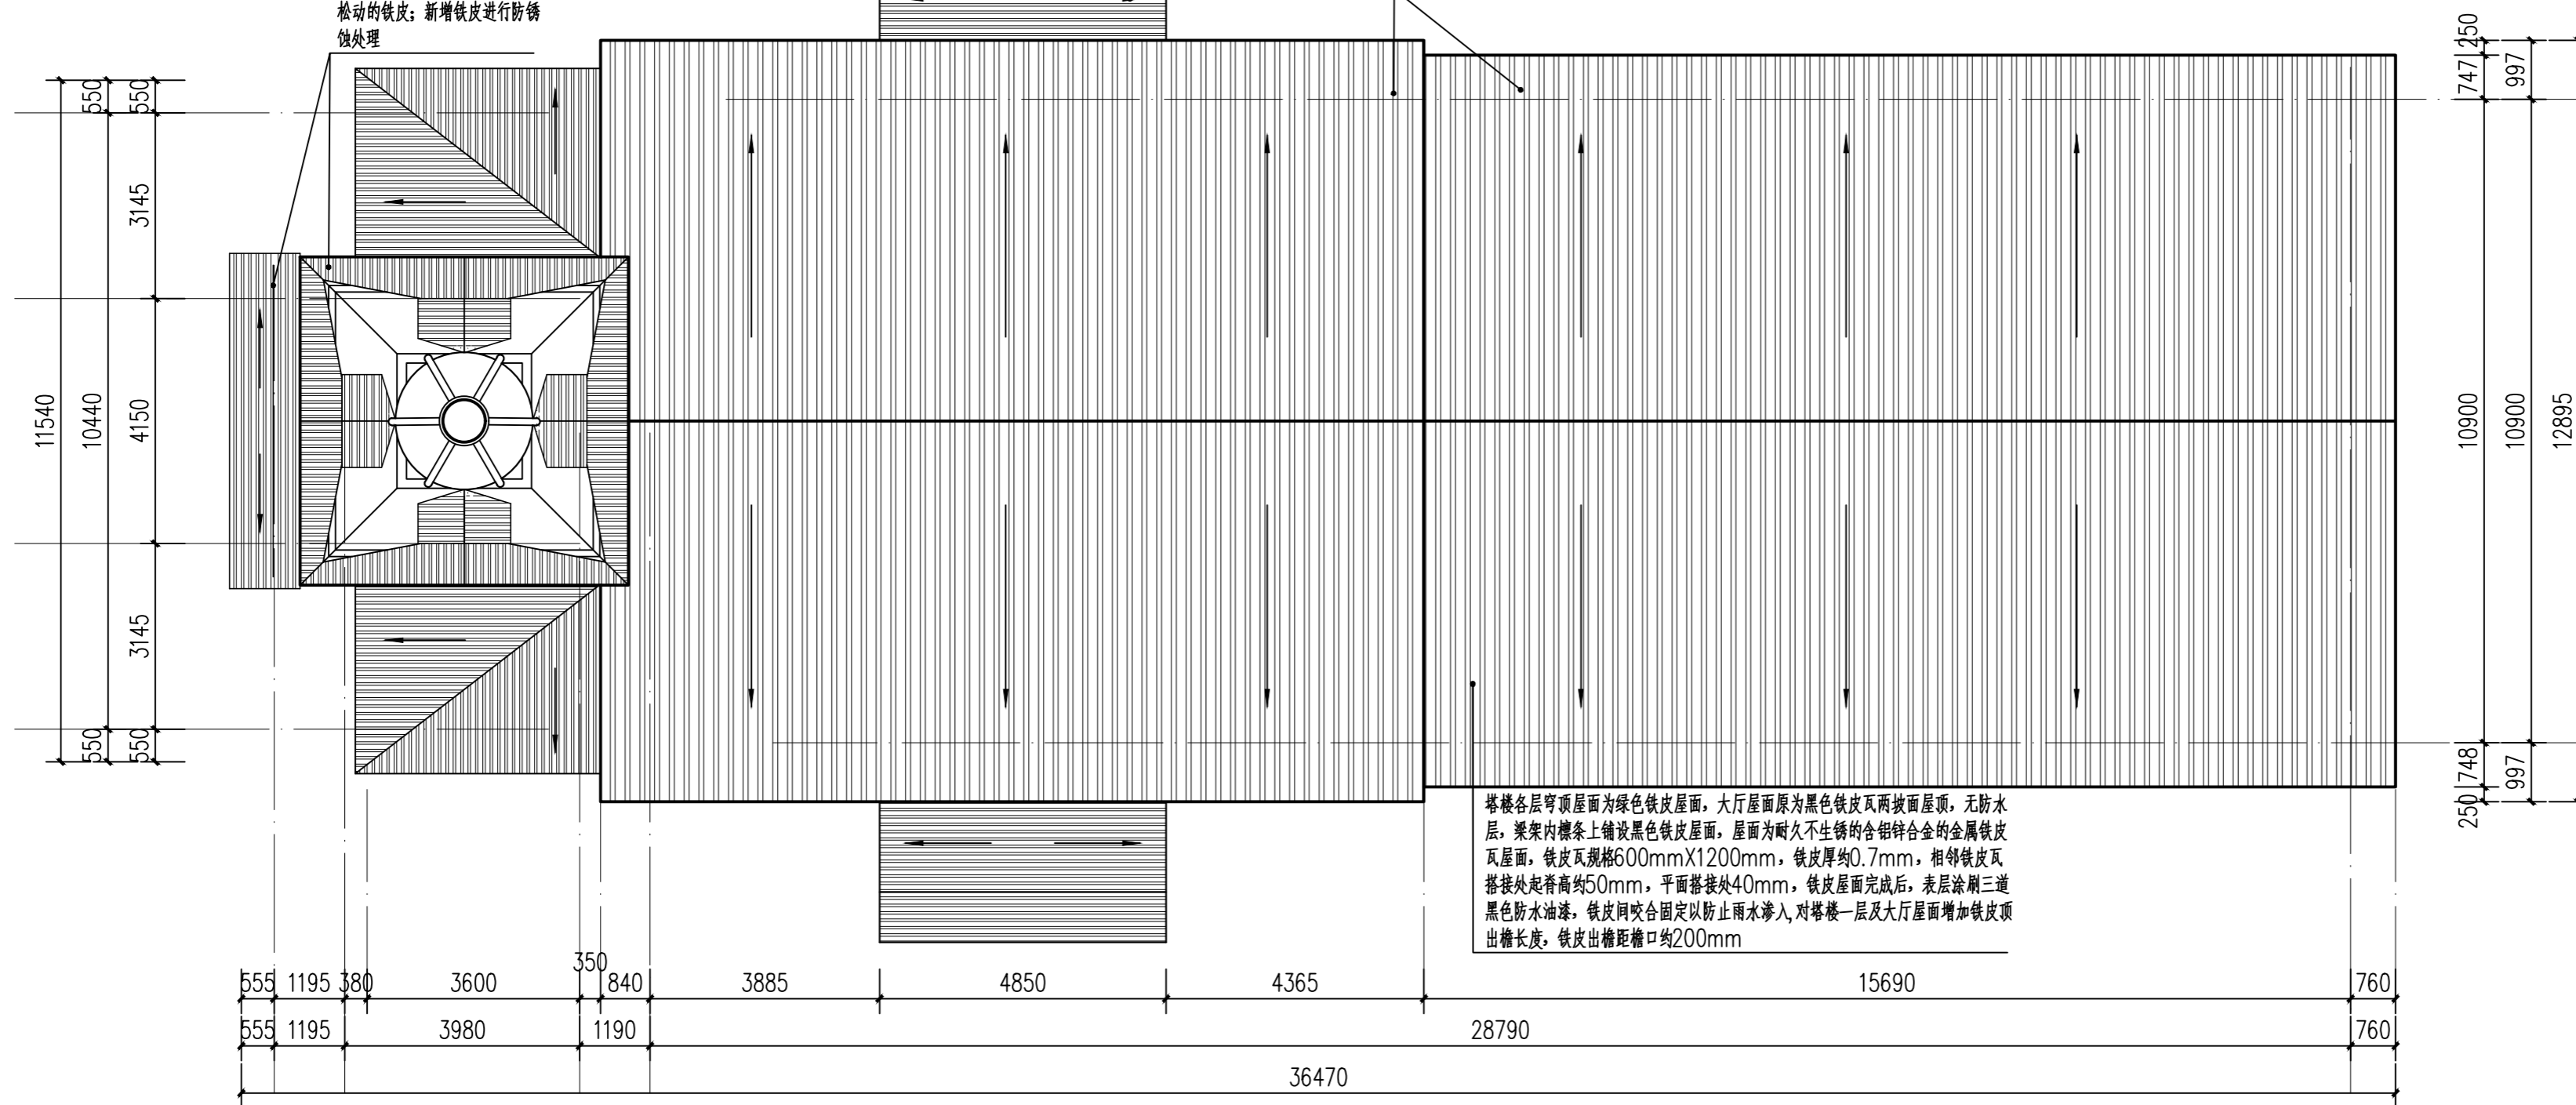 松动的铁皮；新增铁皮进行防锈
蚀处理
550
550
3145
11540
10440
4150
3145
550
550
250
747
997
10900
10900
12895
748
997
250
塔楼各层穹顶屋面为绿色铁皮屋面，大厅屋面原为黑色铁皮瓦两坡面屋顶，无防水
层，梁架内檩条上铺设黑色铁皮屋面，屋面为耐久不生锈的含铝锌合金的金属铁皮
瓦屋面，铁皮瓦规格600mmX1200mm，铁皮厚约0.7mm，相邻铁皮瓦
搭接处起脊高约50mm，平面搭接处40mm，铁皮屋面完成后，表层涂刷三道
黑色防水油漆，铁皮间咬合固定以防止雨水渗入,对塔楼一层及大厅屋面增加铁皮顶
出檐长度，铁皮出檐距檐口约200mm
555 1195 380 3600 350 840 3885 4850 4365 15690 760
555 1195 3980 1190 28790 760
36470